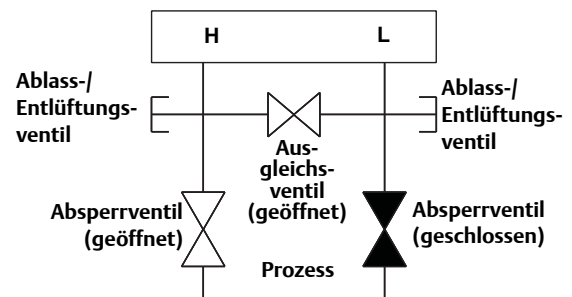 H
L
Ablass-/
Entlüftungs-
ventil
Ablass-/
Entlüftungs-
ventil
Aus-
gleichs-
ventil
(geöffnet)
Absperrventil
(geöffnet)
Absperrventil
(geschlossen)
Prozess